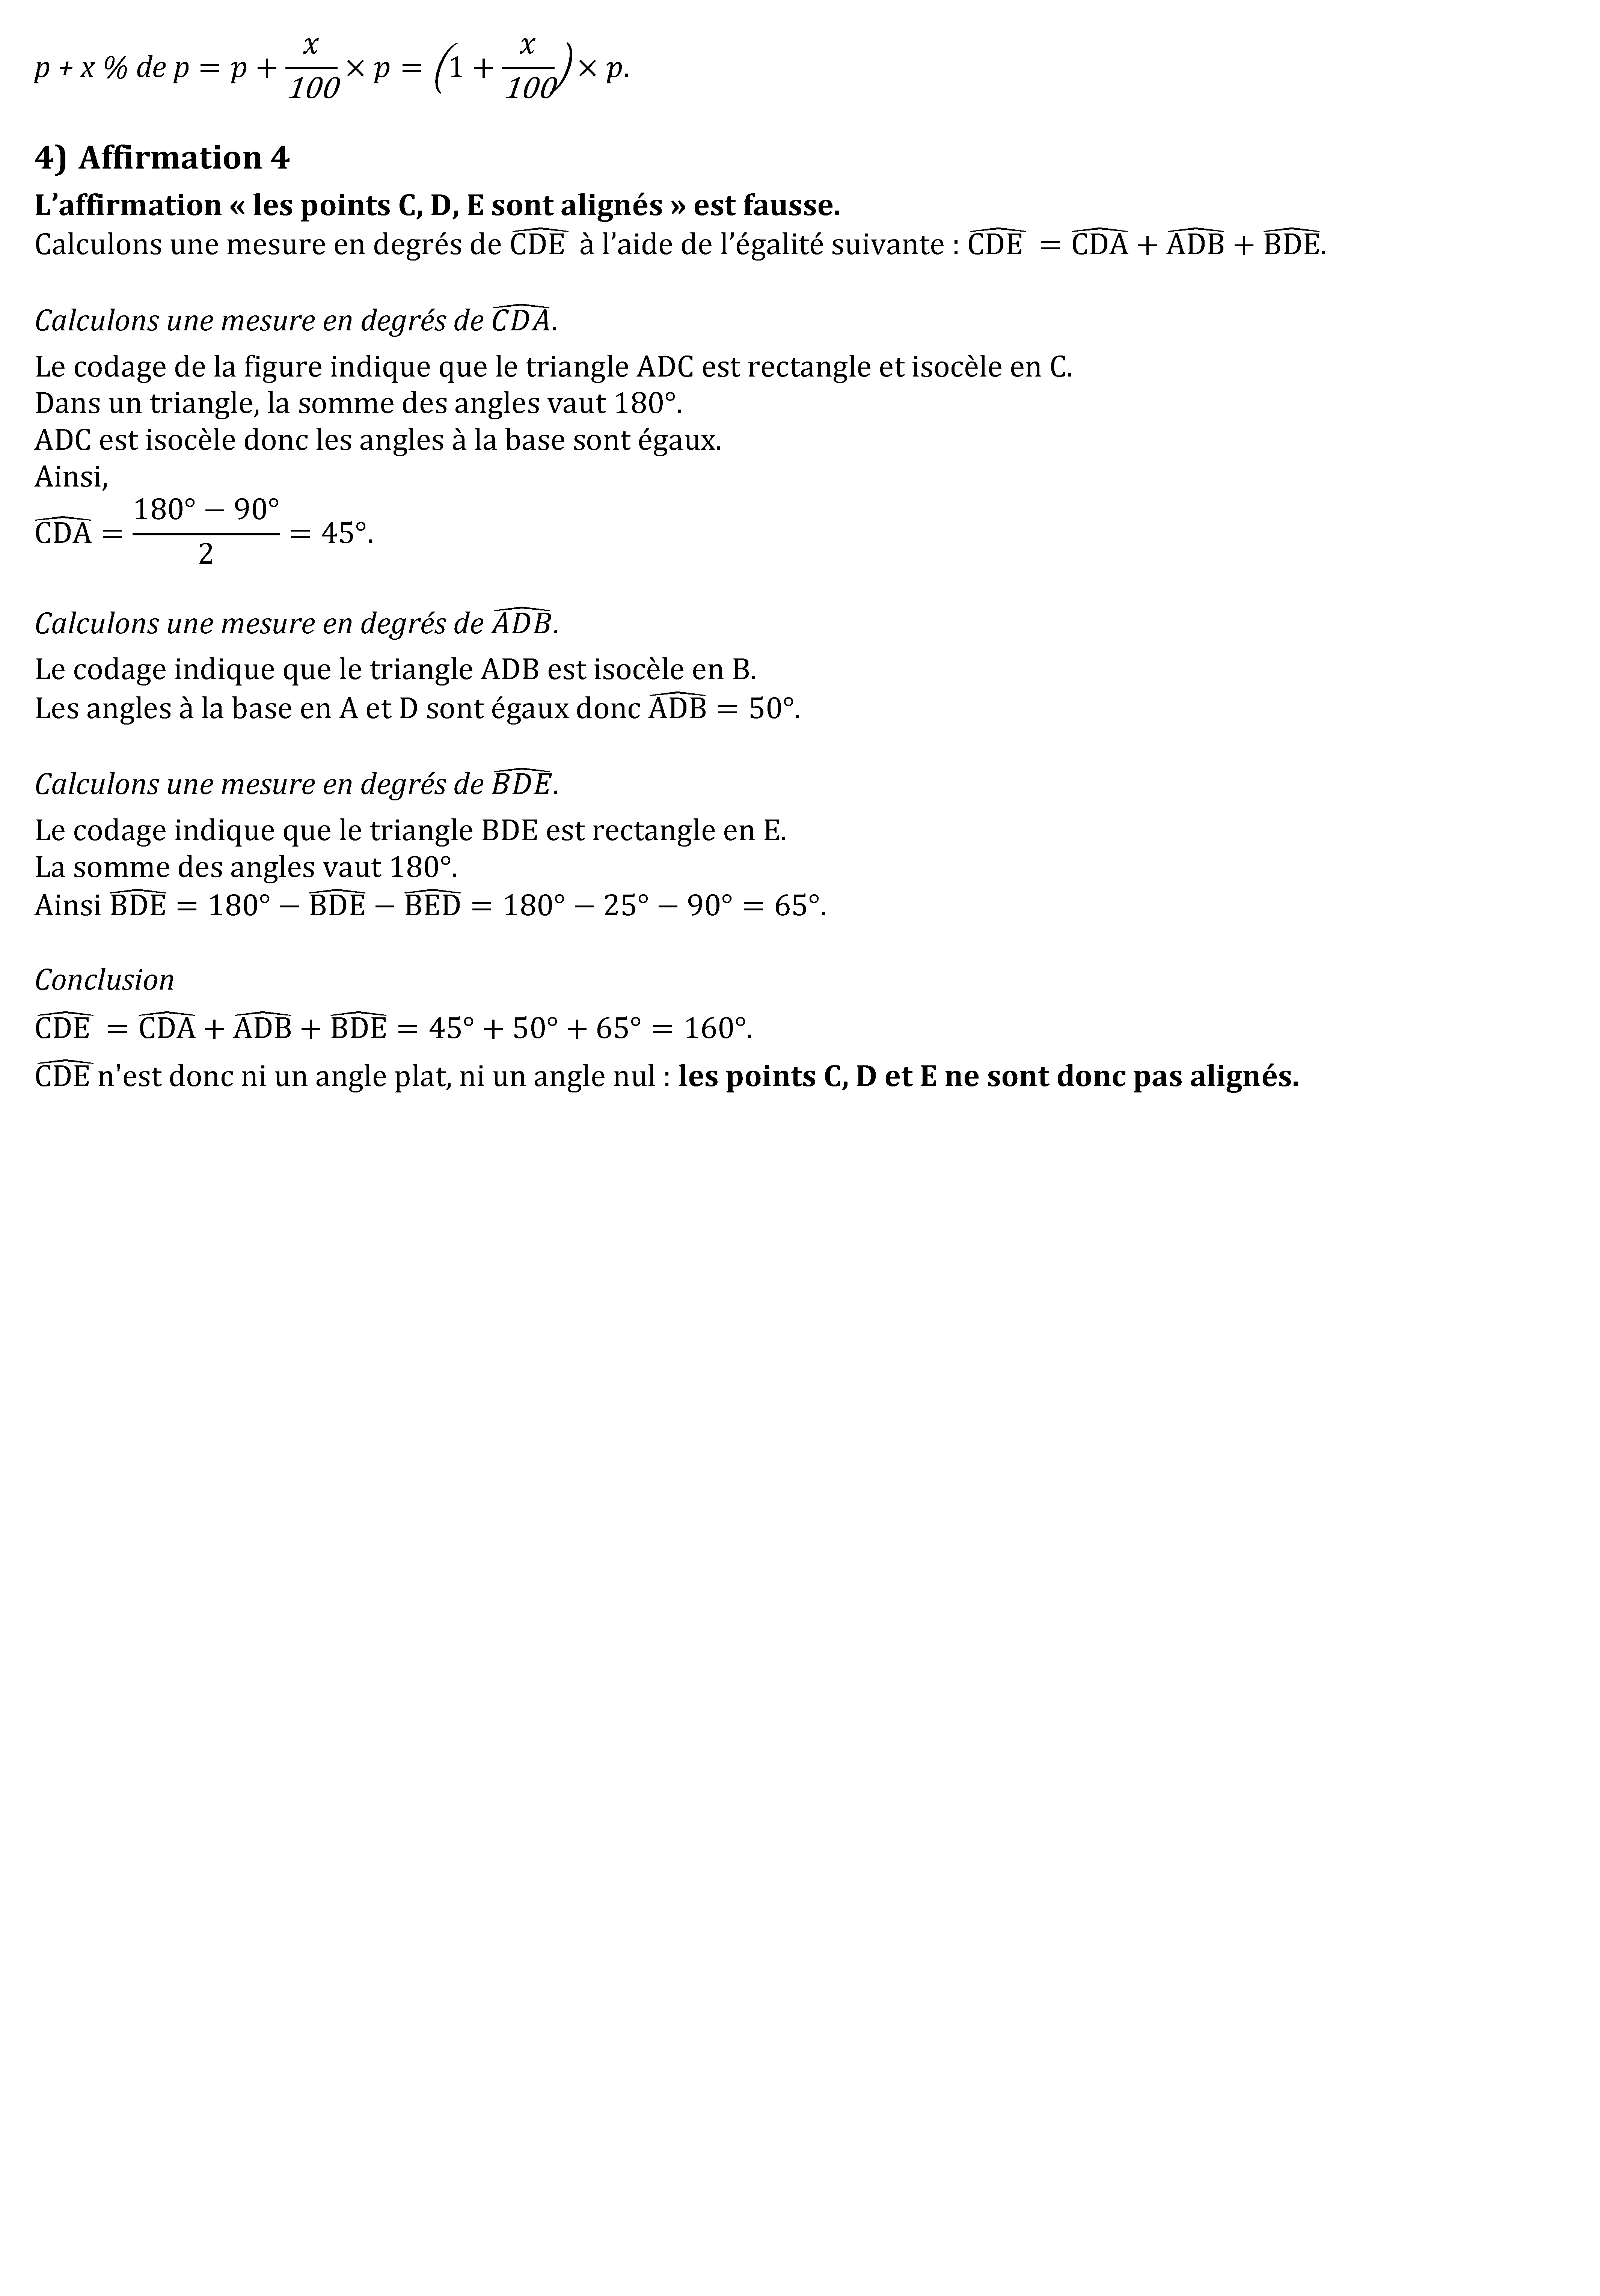 p + x % de p = p + x/100 × p = (1 + x/100) × p.
4) Affirmation 4
L’affirmation « les points C, D, E sont alignés » est fausse.
Calculons une mesure en degrés de \widehat{CDE} à l’aide de l’égalité suivante : \widehat{CDE} = \widehat{CDA} + \widehat{ADB} + \widehat{BDE}.
Calculons une mesure en degrés de \widehat{CDA}.
Le codage de la figure indique que le triangle ADC est rectangle et isocèle en C.
Dans un triangle, la somme des angles vaut 180°.
ADC est isocèle donc les angles à la base sont égaux.
Ainsi,
\widehat{CDA} = (180° − 90°)/2 = 45°.
Calculons une mesure en degrés de \widehat{ADB}.
Le codage indique que le triangle ADB est isocèle en B.
Les angles à la base en A et D sont égaux donc \widehat{ADB} = 50°.
Calculons une mesure en degrés de \widehat{BDE}.
Le codage indique que le triangle BDE est rectangle en E.
La somme des angles vaut 180°.
Ainsi \widehat{BDE} = 180° − \widehat{BDE} − \widehat{BED} = 180° − 25° − 90° = 65°.
Conclusion
\widehat{CDE} = \widehat{CDA} + \widehat{ADB} + \widehat{BDE} = 45° + 50° + 65° = 160°.
\widehat{CDE} n'est donc ni un angle plat, ni un angle nul : les points C, D et E ne sont donc pas alignés.